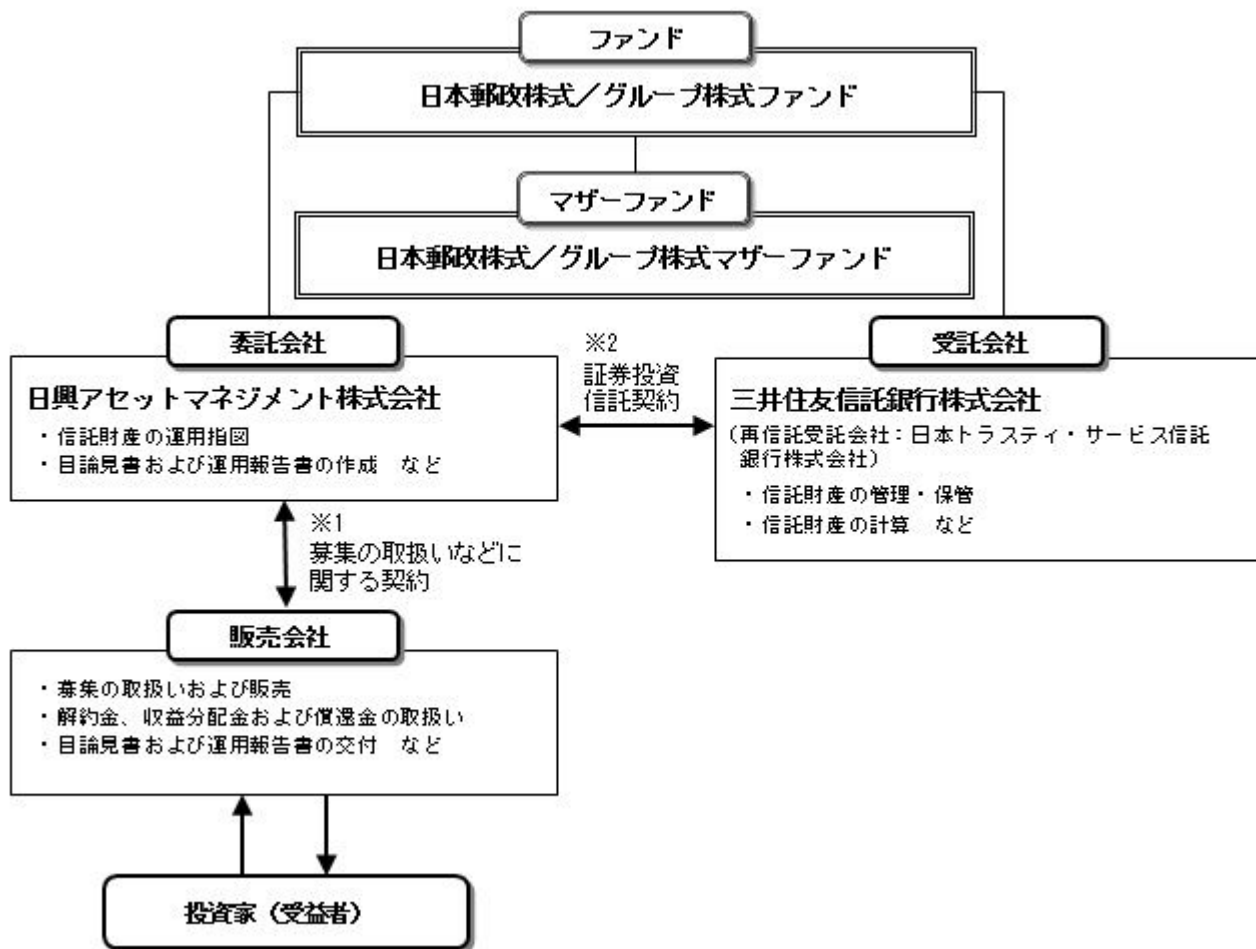 ファンド
日本郵政株式／グループ株式ファンド
マザーファンド
日本郵政株式／グループ株式マザーファンド
委託会社
日興アセットマネジメント株式会社
・信託財産の運用指図
・目論見書および運用報告書の作成　など
※2
証券投資
信託契約
受託会社
三井住友信託銀行株式会社
（再信託受託会社：日本トラスティ・サービス信託
銀行株式会社）
・信託財産の管理・保管
・信託財産の計算　など
※1
募集の取扱いなどに
関する契約
販売会社
・募集の取扱いおよび販売
・解約金、収益分配金および償還金の取扱い
・目論見書および運用報告書の交付　など
投資家（受益者）